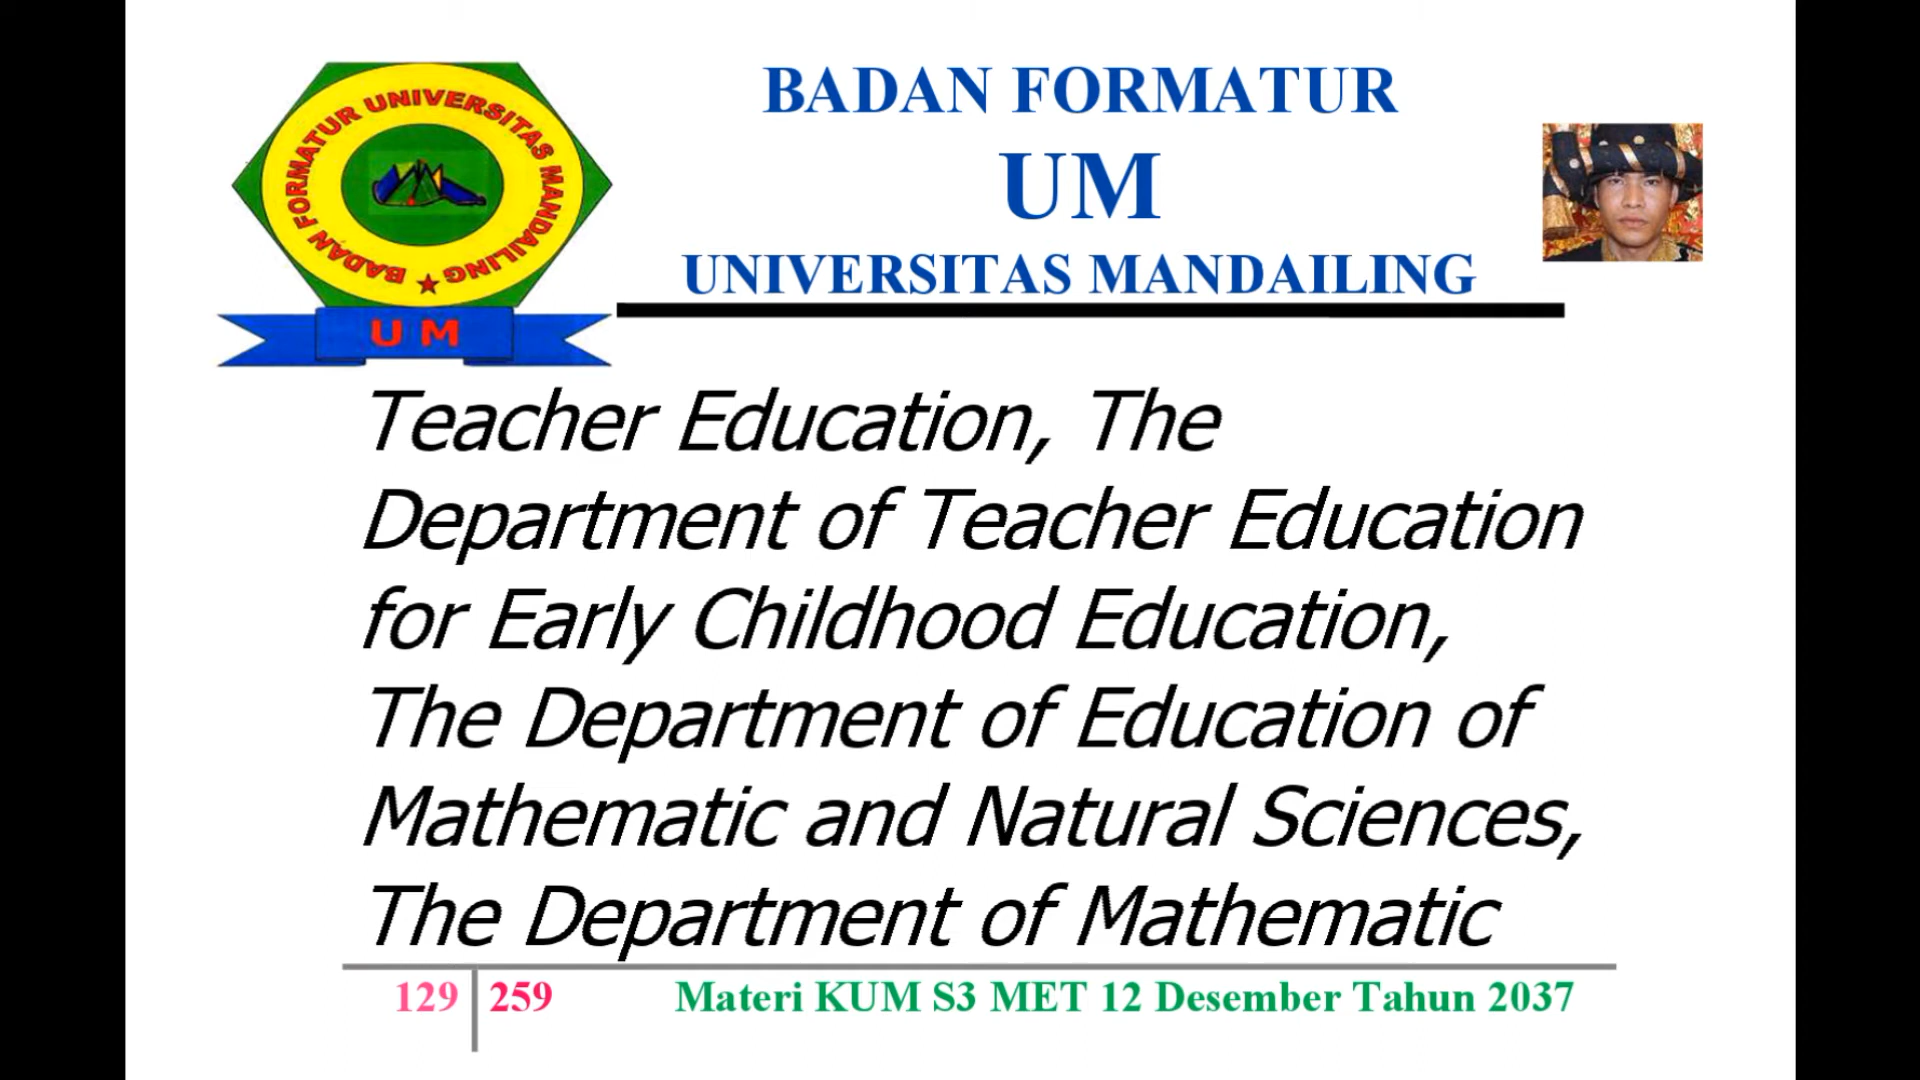 BADAN FORMATUR UNIVERSITAS MANDAILING
UM
BADAN FORMATUR
UM
UNIVERSITAS MANDAILING
Teacher Education, The
Department of Teacher Education
for Early Childhood Education,
The Department of Education of
Mathematic and Natural Sciences,
The Department of Mathematic
129 259 Materi KUM S3 MET 12 Desember Tahun 2037